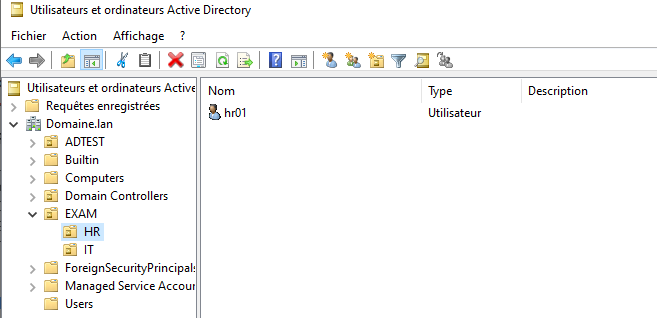 Utilisateurs et ordinateurs Active Directory
Fichier Action Affichage ?
Utilisateurs et ordinateurs Active
Requêtes enregistrées
Domaine.lan
ADTEST
Builtin
Computers
Domain Controllers
EXAM
HR
IT
ForeignSecurityPrincipals
Managed Service Accour
Users
Nom Type Description
hr01 Utilisateur